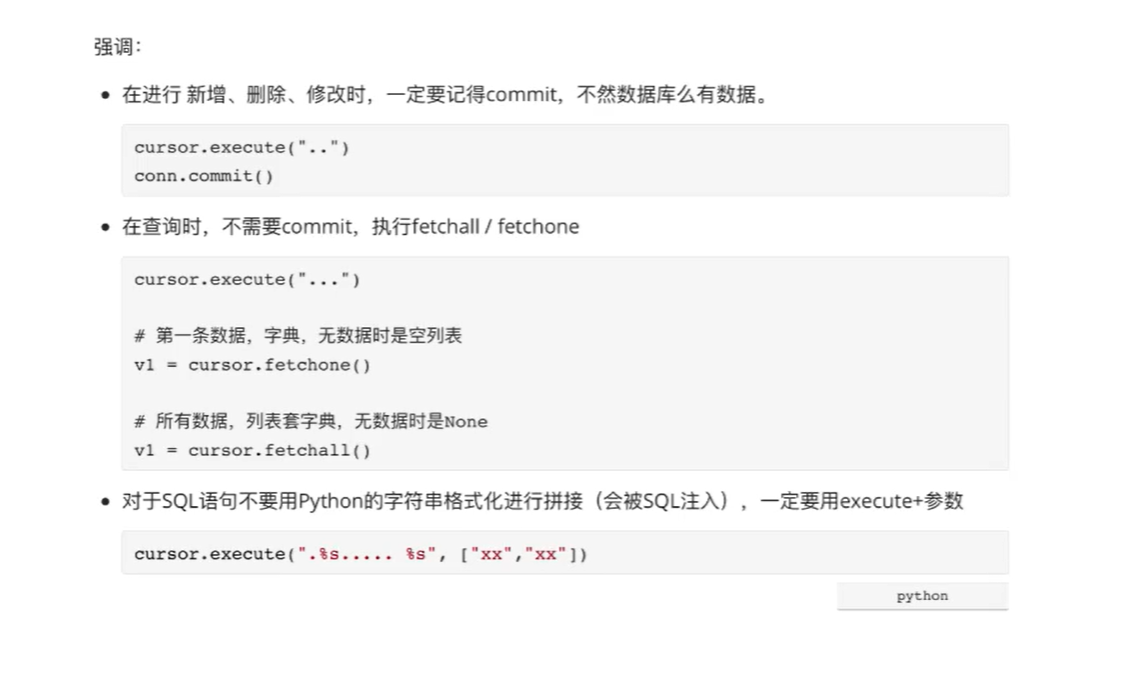 强调：
在进行 新增、删除、修改时，一定要记得commit，不然数据库么有数据。
cursor.execute("..")
conn.commit()
在查询时，不需要commit，执行fetchall / fetchone
cursor.execute("...")
# 第一条数据，字典，无数据时是空列表
v1 = cursor.fetchone()
# 所有数据，列表套字典，无数据时是None
v1 = cursor.fetchall()
对于SQL语句不要用Python的字符串格式化进行拼接（会被SQL注入），一定要用execute+参数
cursor.execute(".%s..... %s", ["xx","xx"])
python